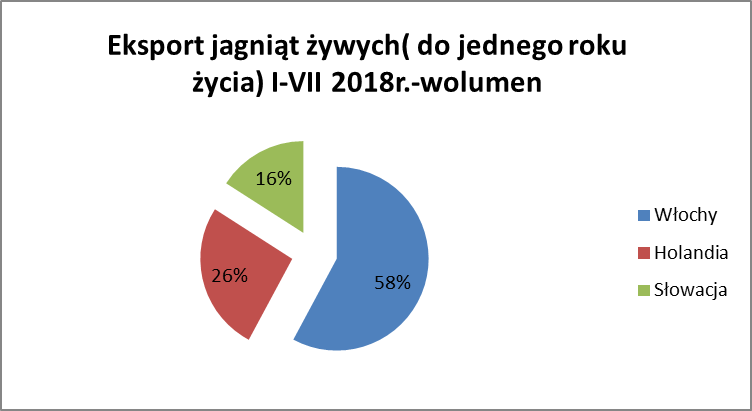 Eksport jagniąt żywych( do jednego roku
życia) I-VII 2018r.-wolumen
16%
26%
58%
Włochy
Holandia
Słowacja